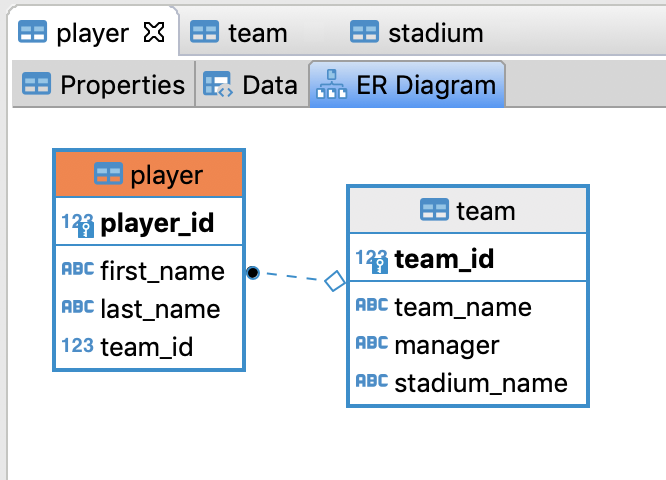 player team stadium
Properties Data ER Diagram
player
123 player_id
ABC first_name
ABC last_name
123 team_id
team
123 team_id
ABC team_name
ABC manager
ABC stadium_name